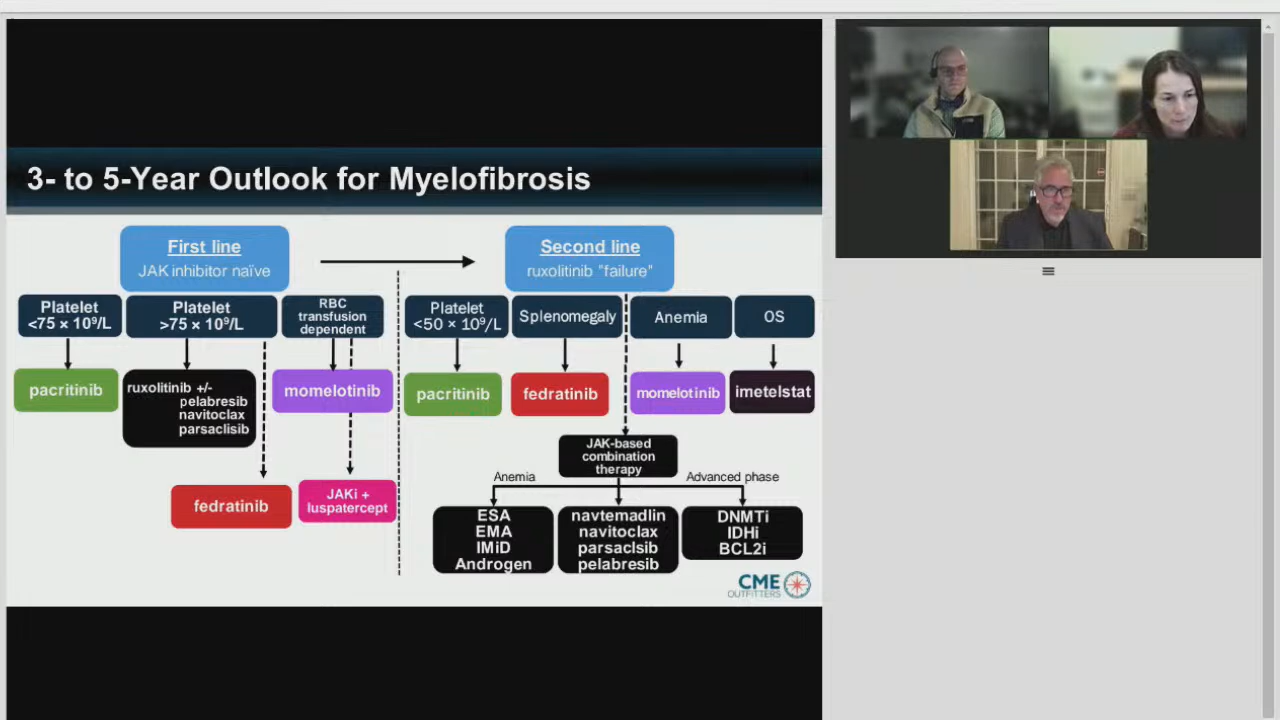 3- to 5-Year Outlook for Myelofibrosis
First line
JAK inhibitor naïve
Second line
ruxolitinib "failure"
Platelet
<75 × 10⁹/L
Platelet
>75 × 10⁹/L
RBC
transfusion
dependent
Platelet
<50 × 10⁹/L
Splenomegaly
Anemia
OS
pacritinib
ruxolitinib +/-
pelabresib
navitoclax
parsaclisib
momelotinib
pacritinib
fedratinib
momelotinib
imetelstat
fedratinib
JAKi +
luspatercept
JAK-based
combination
therapy
Anemia
Advanced phase
ESA
EMA
IMiD
Androgen
navtemadlin
navitoclax
parsaclsib
pelabresib
DNMTi
IDHi
BCL2i
CME
OUTFITTERS